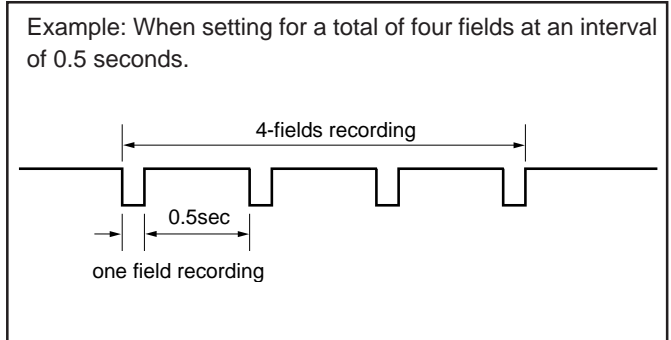 Example: When setting for a total of four fields at an interval
of 0.5 seconds.
4-fields recording
0.5sec
one field recording